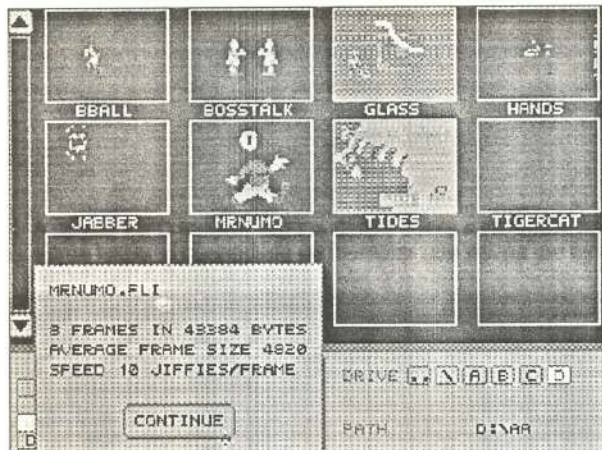 BBALL BOSSTALK GLASS HANDS
JABBER MRNUMO TIDES TIGERCAT
MRNUMO.FLI
8 FRAMES IN 43384 BYTES
AVERAGE FRAME SIZE 4820
SPEED 10 JIFFIES/FRAME
CONTINUE
D
DRIVE .. \ A B C D
PATH D:\AA